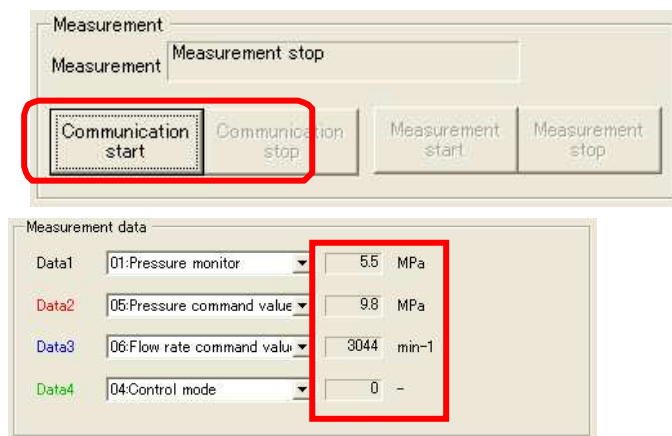 Measurement
Measurement Measurement stop
Communication start
Communication stop
Measurement start
Measurement stop
Measurement data
Data1 01:Pressure monitor 5.5 MPa
Data2 05:Pressure command value 9.8 MPa
Data3 06:Flow rate command valu 3044 min-1
Data4 04:Control mode 0 -